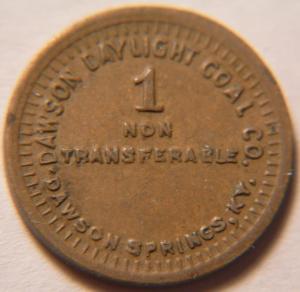 DAWSON DAYLIGHT COAL CO.
1
NON
TRANSFERABLE
DAWSON SPRINGS, KY.